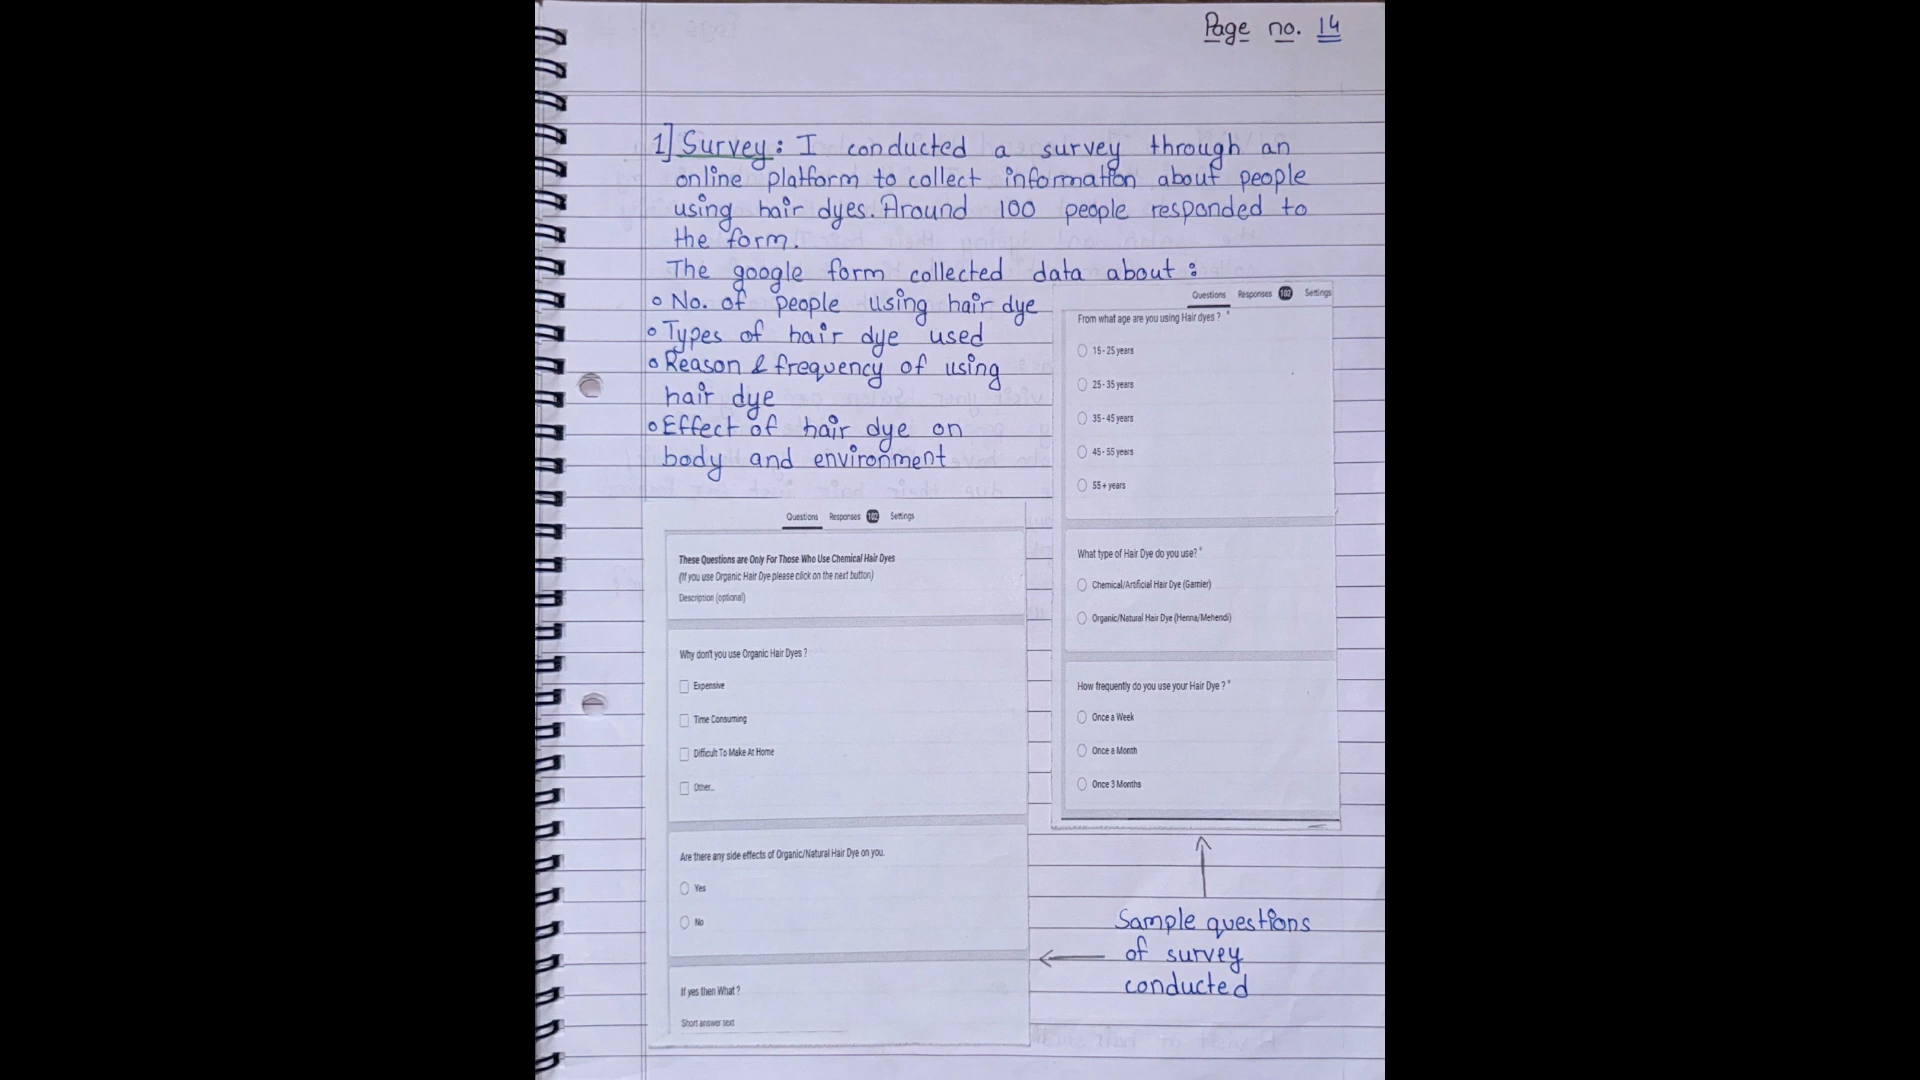 Page no. 14
1] Survey: I conducted a survey through an
online platform to collect information about people
using hair dyes. Around 100 people responded to
the form.
The google form collected data about:
o No. of people using hair dye
o Types of hair dye used
o Reason & frequency of using
hair dye
o Effect of hair dye on
body and environment
Questions Responses 102 Settings
From what age are you using Hair dyes ? *
15-25 years
25-35 years
35-45 years
45-55 years
55+ years
What type of Hair Dye do you use? *
Chemical/Artificial Hair Dye (Garnier)
Organic/Natural Hair Dye (Henna/Mehendi)
How frequently do you use your Hair Dye ? *
Once a Week
Once a Month
Once 3 Months
Questions Responses 102 Settings
These Questions are Only For Those Who Use Chemical Hair Dyes
(If you use Organic Hair Dye please click on the next button)
Description (optional)
Why don't you use Organic Hair Dyes ?
Expensive
Time Consuming
Difficult To Make At Home
Other...
Are there any side effects of Organic/Natural Hair Dye on you.
Yes
No
If yes then What ?
Short answer text
Sample questions
of survey
conducted